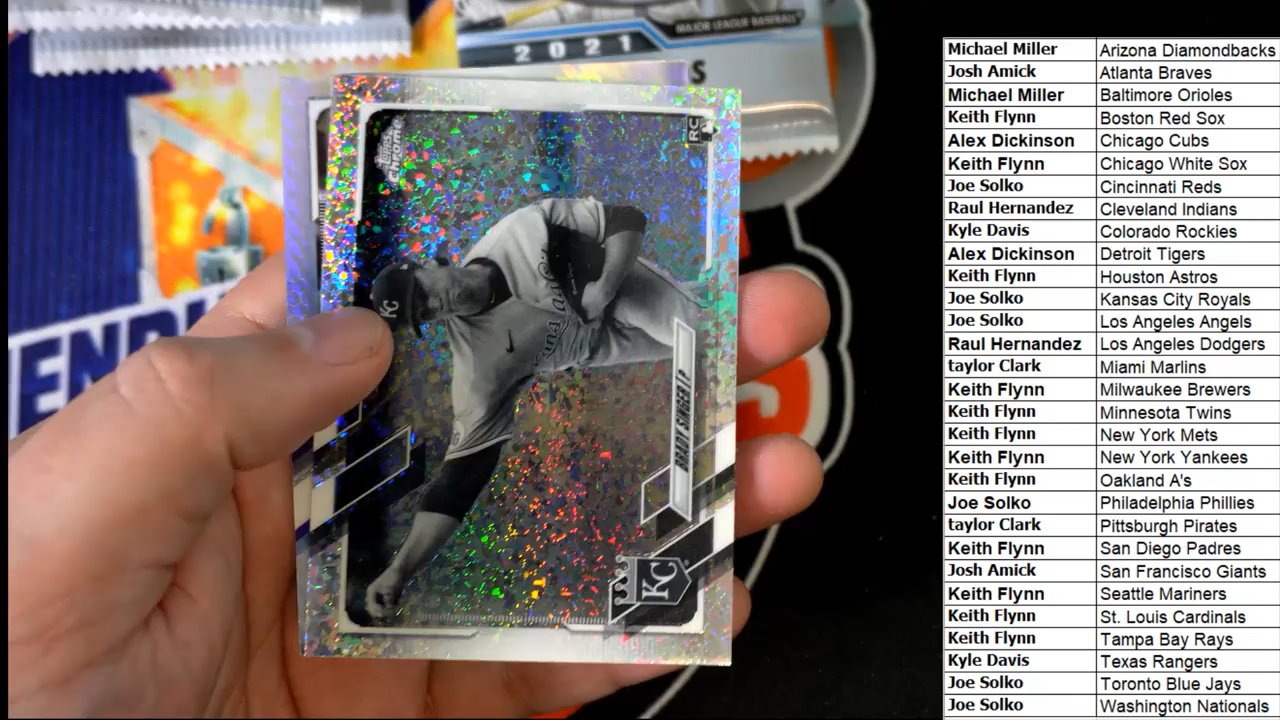 MAJOR LEAGUE BASEBALL
2021
S
Topps
CHROME
RC
KC
Kansas City
BRADY SINGER | P
KC
ENDI
Michael Miller Arizona Diamondbacks
Josh Amick Atlanta Braves
Michael Miller Baltimore Orioles
Keith Flynn Boston Red Sox
Alex Dickinson Chicago Cubs
Keith Flynn Chicago White Sox
Joe Solko Cincinnati Reds
Raul Hernandez Cleveland Indians
Kyle Davis Colorado Rockies
Alex Dickinson Detroit Tigers
Keith Flynn Houston Astros
Joe Solko Kansas City Royals
Joe Solko Los Angeles Angels
Raul Hernandez Los Angeles Dodgers
taylor Clark Miami Marlins
Keith Flynn Milwaukee Brewers
Keith Flynn Minnesota Twins
Keith Flynn New York Mets
Keith Flynn New York Yankees
Keith Flynn Oakland A's
Joe Solko Philadelphia Phillies
taylor Clark Pittsburgh Pirates
Keith Flynn San Diego Padres
Josh Amick San Francisco Giants
Keith Flynn Seattle Mariners
Keith Flynn St. Louis Cardinals
Keith Flynn Tampa Bay Rays
Kyle Davis Texas Rangers
Joe Solko Toronto Blue Jays
Joe Solko Washington Nationals